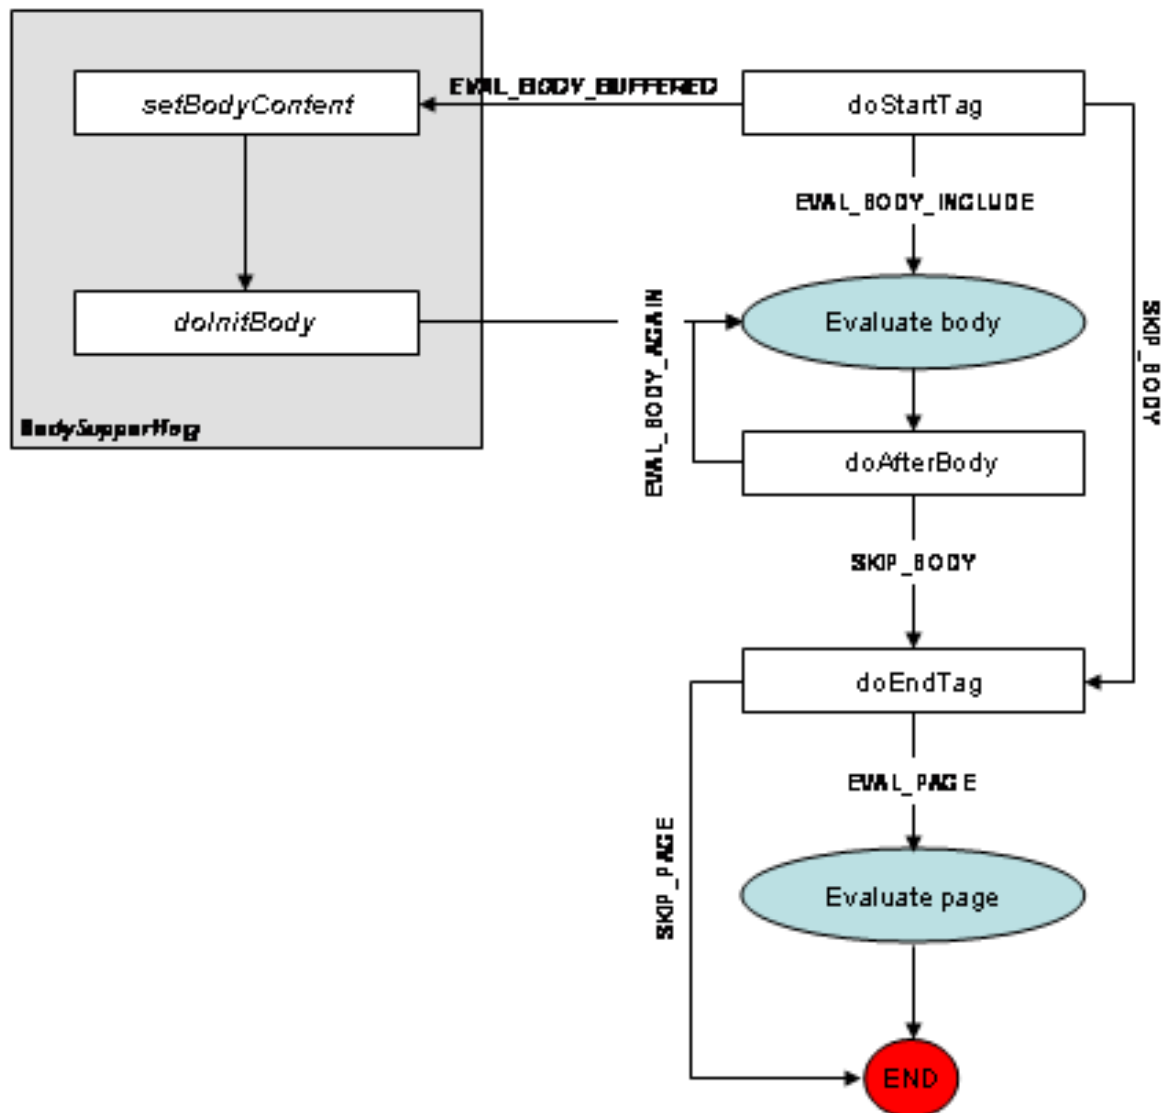 EVAL_BODY_BUFFERED
setBodyContent
doStartTag
EVAL_BODY_INCLUDE
doInitBody
EVAL_BODY_AGAIN
Evaluate body
SKIP_BODY
BodySupportTag
doAfterBody
SKIP_BODY
doEndTag
EVAL_PAGE
SKIP_PAGE
Evaluate page
END